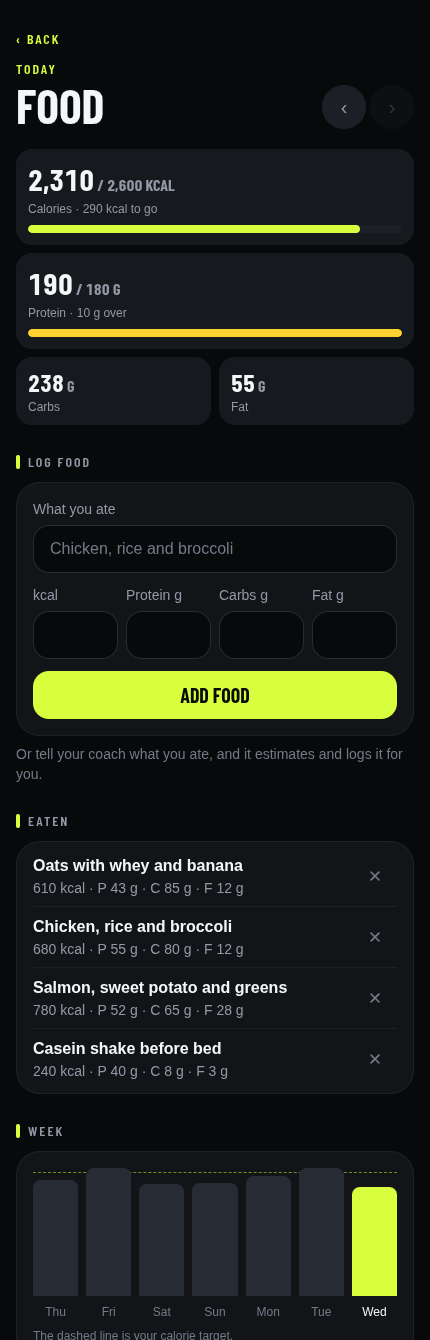 ‹ BACK
TODAY
FOOD
‹ ›
2,310 / 2,600 KCAL
Calories · 290 kcal to go
190 / 180 G
Protein · 10 g over
238 G
Carbs
55 G
Fat
LOG FOOD
What you ate
Chicken, rice and broccoli
kcal Protein g Carbs g Fat g
ADD FOOD
Or tell your coach what you ate, and it estimates and logs it for
you.
EATEN
Oats with whey and banana
610 kcal · P 43 g · C 85 g · F 12 g
✕
Chicken, rice and broccoli
680 kcal · P 55 g · C 80 g · F 12 g
✕
Salmon, sweet potato and greens
780 kcal · P 52 g · C 65 g · F 28 g
✕
Casein shake before bed
240 kcal · P 40 g · C 8 g · F 3 g
✕
WEEK
Thu Fri Sat Sun Mon Tue Wed
The dashed line is your calorie target.